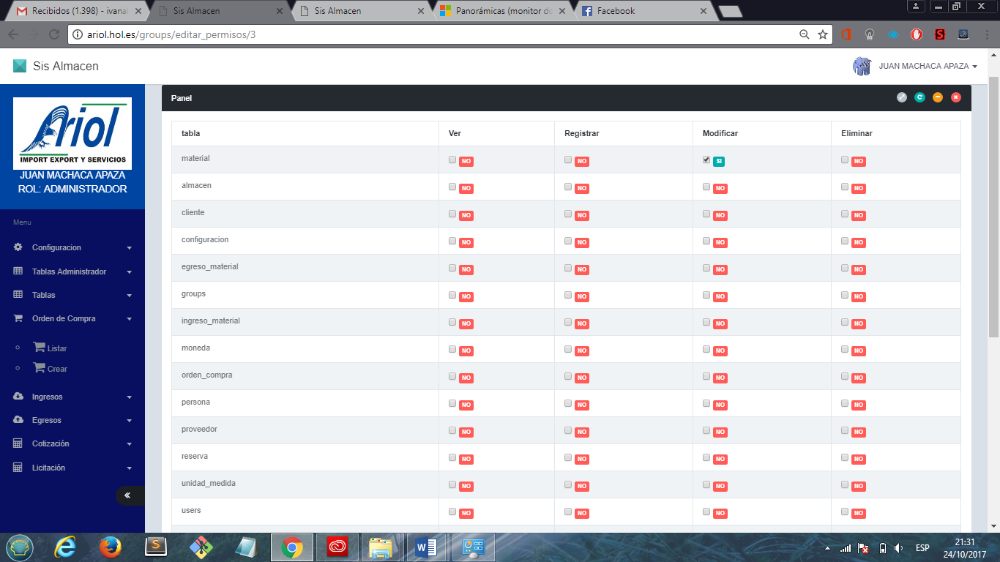 Recibidos (1.398) - ivanal
Sis Almacen
Sis Almacen
Panorámicas (monitor do
Facebook
ariol.hol.es/groups/editar_permisos/3
Sis Almacen
JUAN MACHACA APAZA
Ariol
IMPORT EXPORT Y SERVICIOS
JUAN MACHACA APAZA
ROL: ADMINISTRADOR
Menu
Configuracion
Tablas Administrador
Tablas
Orden de Compra
Listar
Crear
Ingresos
Egresos
Cotización
Licitación
Panel
tabla Ver Registrar Modificar Eliminar
material NO NO SI NO
almacen NO NO NO NO
cliente NO NO NO NO
configuracion NO NO NO NO
egreso_material NO NO NO NO
groups NO NO NO NO
ingreso_material NO NO NO NO
moneda NO NO NO NO
orden_compra NO NO NO NO
persona NO NO NO NO
proveedor NO NO NO NO
reserva NO NO NO NO
unidad_medida NO NO NO NO
users NO NO NO NO
ESP
21:31
24/10/2017